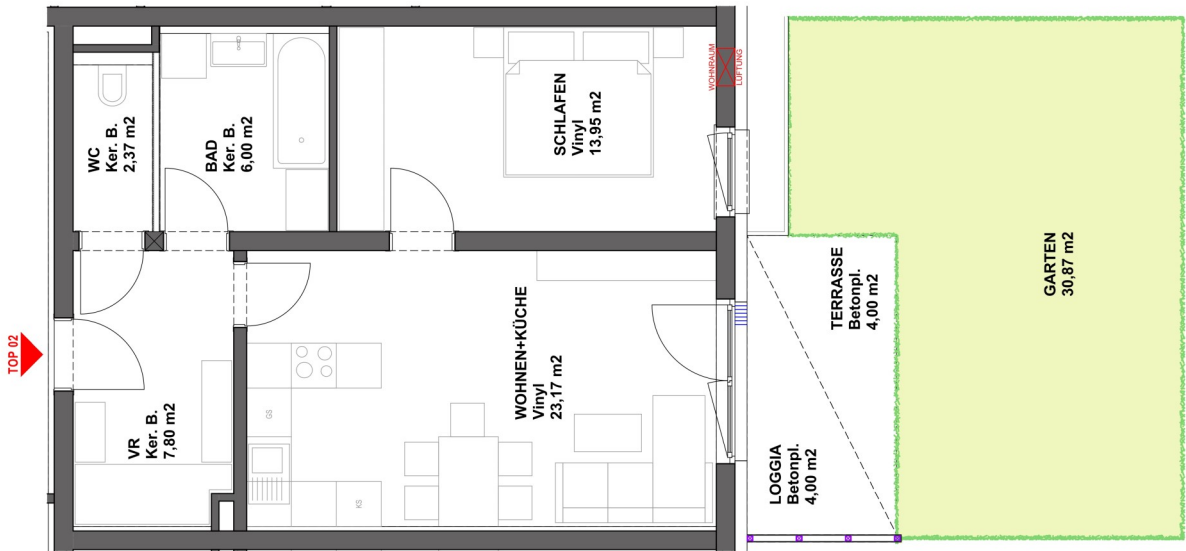 TOP 02
WC
Ker. B.
2,37 m2
BAD
Ker. B.
6,00 m2
SCHLAFEN
Vinyl
13,95 m2
WOHNRAUM
LÜFTUNG
VR
Ker. B.
7,80 m2
GS
KS
WOHNEN+KÜCHE
Vinyl
23,17 m2
TERRASSE
Betonpl.
4,00 m2
LOGGIA
Betonpl.
4,00 m2
GARTEN
30,87 m2